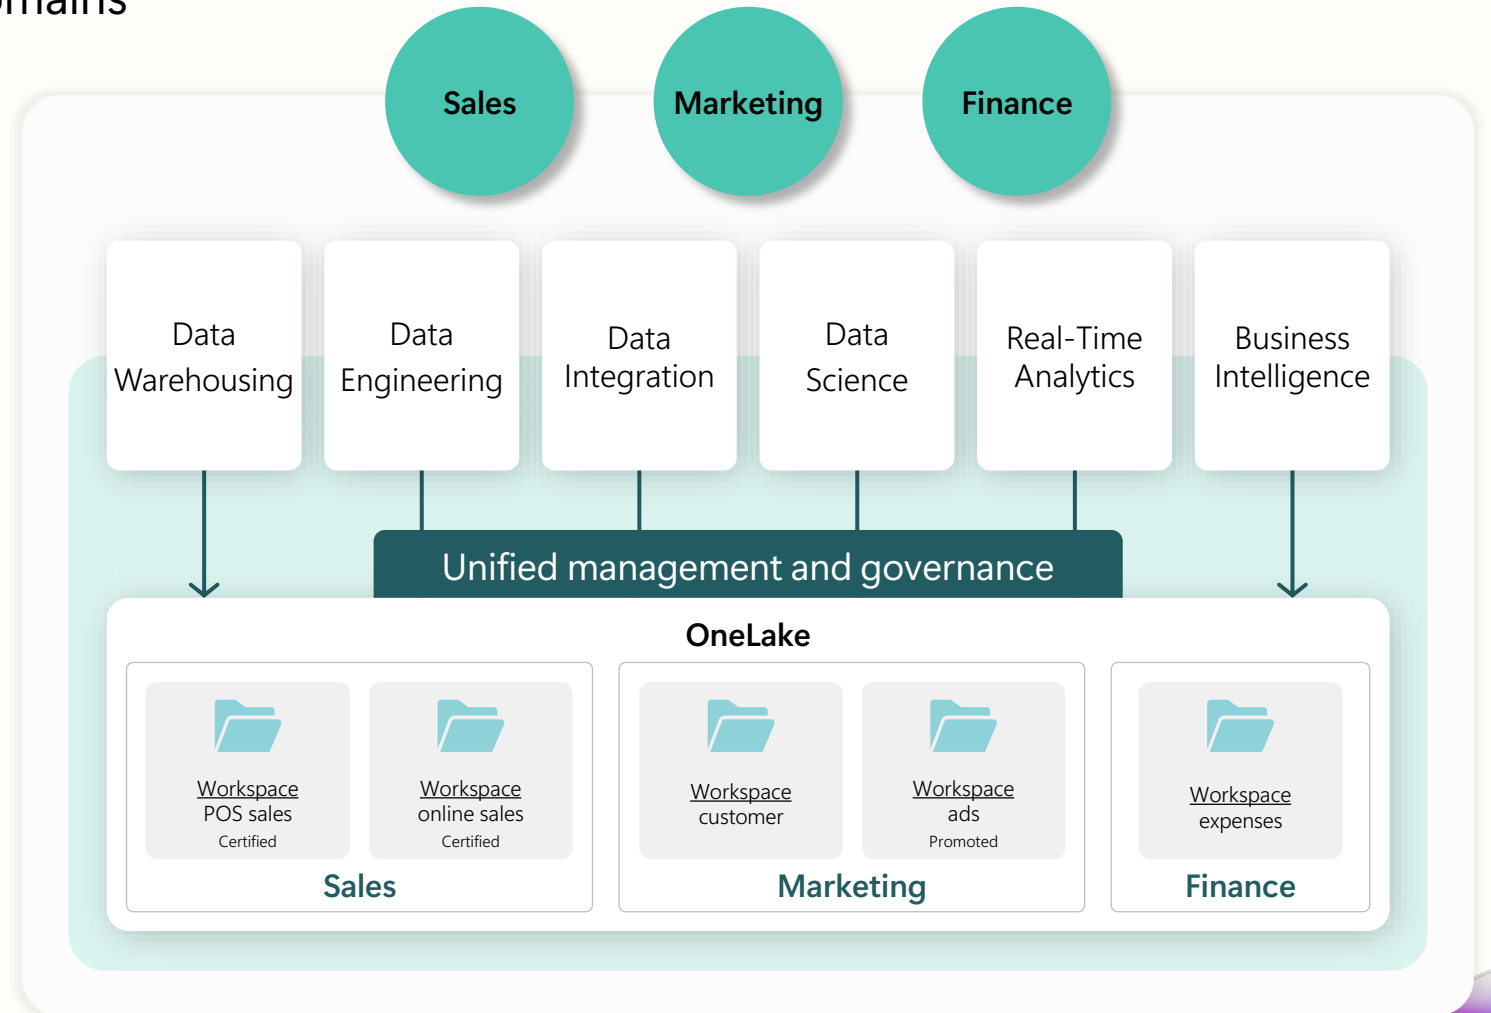 Sales
Marketing
Finance
Data
Warehousing
Data
Engineering
Data
Integration
Data
Science
Real-Time
Analytics
Business
Intelligence
Unified management and governance
OneLake
Workspace
POS sales
Certified
Workspace
online sales
Certified
Sales
Workspace
customer
Workspace
ads
Promoted
Marketing
Workspace
expenses
Finance